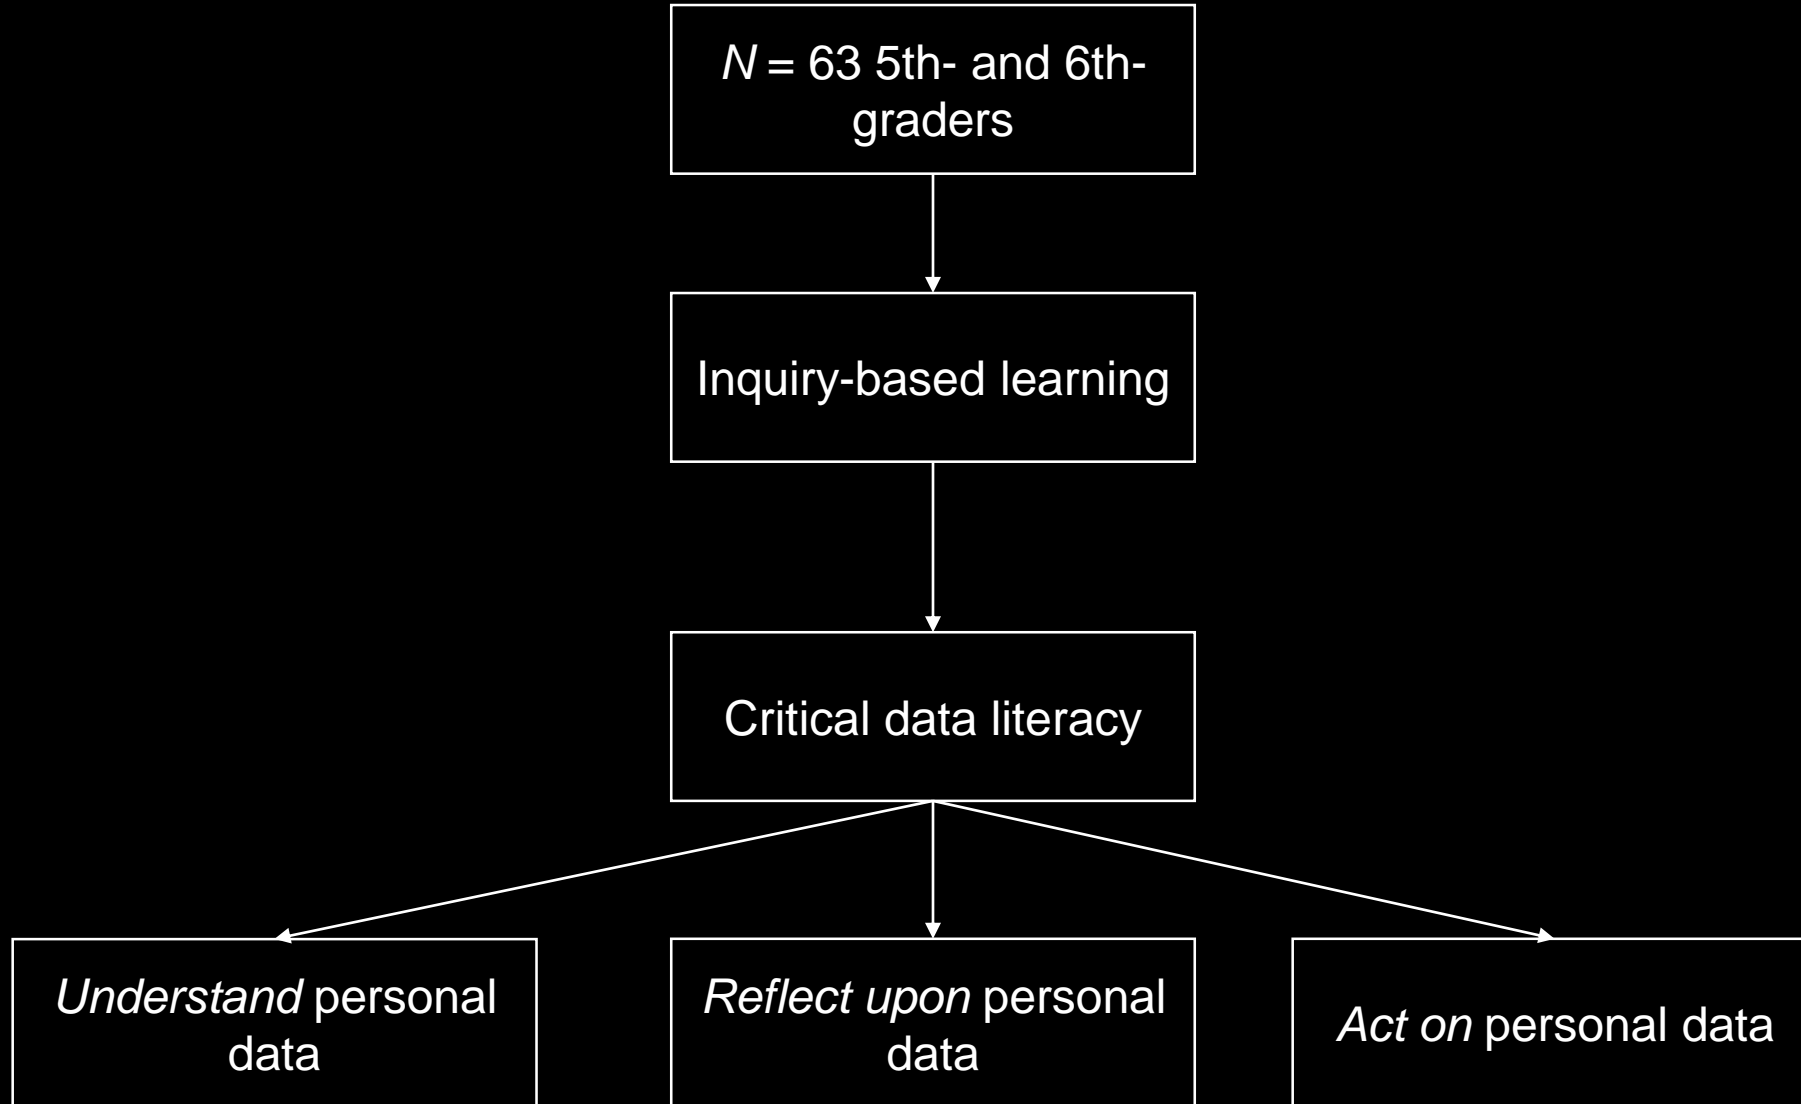 N = 63 5th- and 6th-
graders
Inquiry-based learning
Critical data literacy
Understand personal
data
Reflect upon personal
data
Act on personal data